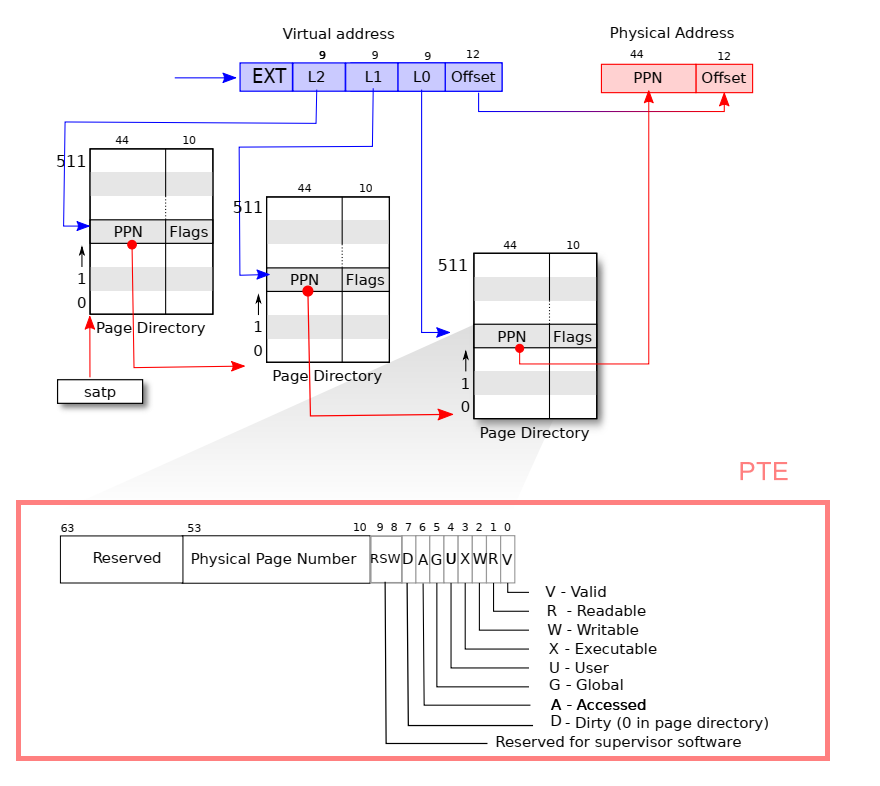 Virtual address
Physical Address
9 9 9 12
44 12
EXT L2 L1 L0 Offset
PPN Offset
44 10
511
PPN Flags
1
0
Page Directory
satp
44 10
511
PPN Flags
1
0
Page Directory
44 10
511
PPN Flags
1
0
Page Directory
PTE
63 53 10 9 8 7 6 5 4 3 2 1 0
Reserved Physical Page Number RSW D A G U X W R V
V - Valid
R - Readable
W - Writable
X - Executable
U - User
G - Global
A - Accessed
D - Dirty (0 in page directory)
Reserved for supervisor software